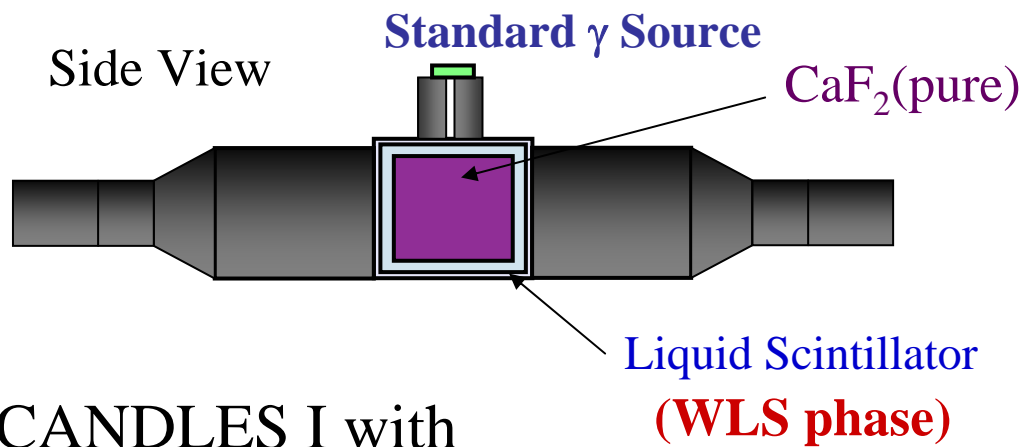 Standard γ Source
Side View
CaF₂(pure)
Liquid Scintillator
(WLS phase)
CANDLES I with